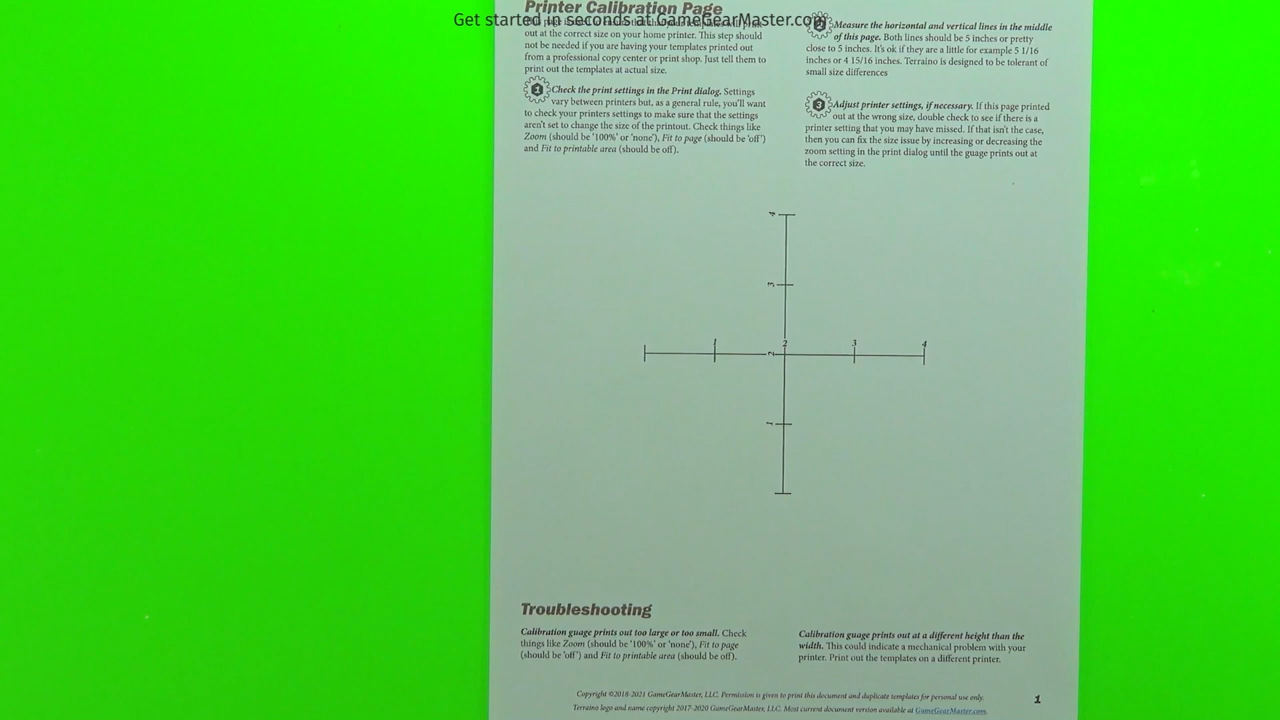 Printer Calibration Page
Get started in seconds at GameGearMaster.com
out at the correct size on your home printer. This step should
not be needed if you are having your templates printed out
from a professional copy center or print shop. Just tell them to
print out the templates at actual size.
1 Check the print settings in the Print dialog. Settings
vary between printers but, as a general rule, you'll want
to check your printers settings to make sure that the settings
aren't set to change the size of the printout. Check things like
Zoom (should be '100%' or 'none'), Fit to page (should be 'off')
and Fit to printable area (should be off).
2 Measure the horizontal and vertical lines in the middle
of this page. Both lines should be 5 inches or pretty
close to 5 inches. It's ok if they are a little for example 5 1/16
inches or 4 15/16 inches. Terraino is designed to be tolerant of
small size differences
3 Adjust printer settings, if necessary. If this page printed
out at the wrong size, double check to see if there is a
printer setting that you may have missed. If that isn't the case,
then you can fix the size issue by increasing or decreasing the
zoom setting in the print dialog until the guage prints out at
the correct size.
4
3
1 2 3 4
2
1
Troubleshooting
Calibration guage prints out too large or too small. Check
things like Zoom (should be '100%' or 'none'), Fit to page
(should be 'off') and Fit to printable area (should be off).
Calibration guage prints out at a different height than the
width. This could indicate a mechanical problem with your
printer. Print out the templates on a different printer.
Copyright ©2018-2021 GameGearMaster, LLC. Permission is given to print this document and duplicate templates for personal use only.
Terraino logo and name copyright 2017-2020 GameGearMaster, LLC. Most current document version available at GameGearMaster.com.
1